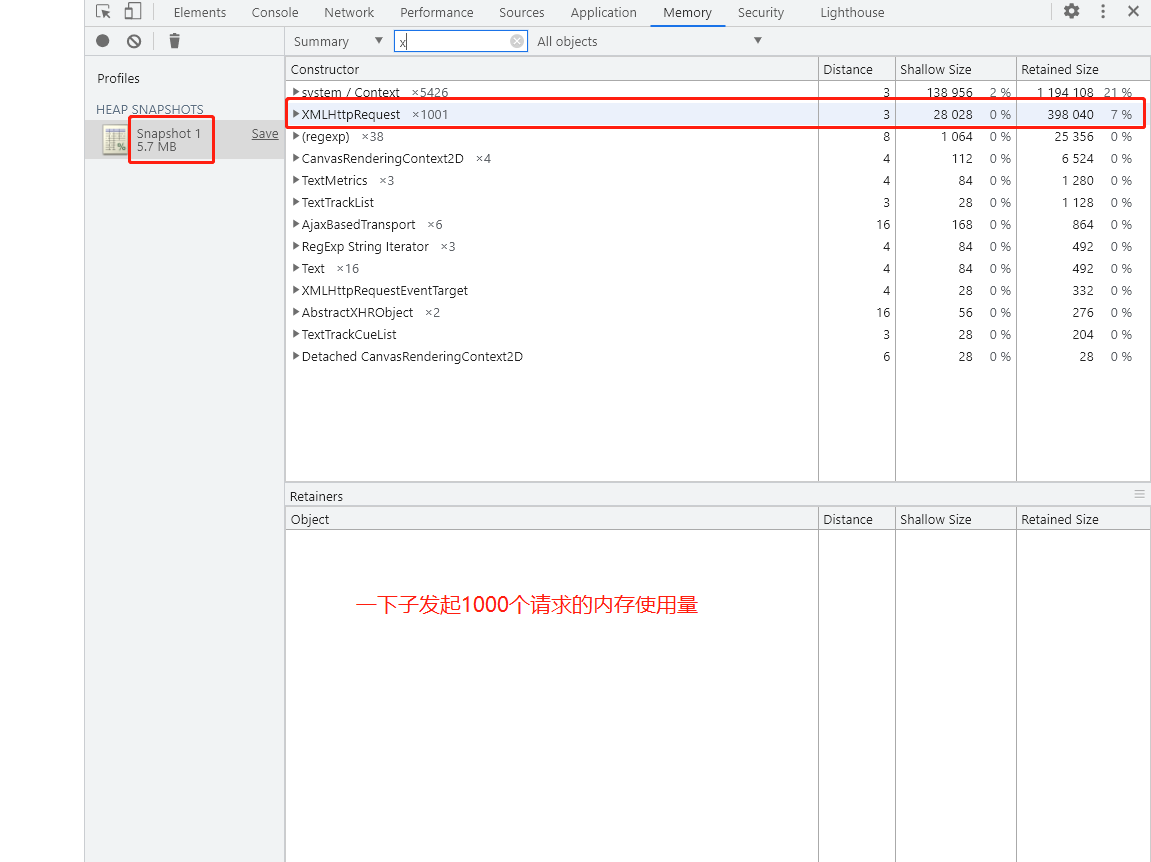 Elements Console Network Performance Sources Application Memory Security Lighthouse
Summary x All objects
Profiles
HEAP SNAPSHOTS
Snapshot 1 Save
5.7 MB
Constructor Distance Shallow Size Retained Size
system / Context ×5426 3 138 956 2 % 1 194 108 21 %
XMLHttpRequest ×1001 3 28 028 0 % 398 040 7 %
(regexp) ×38 8 1 064 0 % 25 356 0 %
CanvasRenderingContext2D ×4 4 112 0 % 6 524 0 %
TextMetrics ×3 4 84 0 % 1 280 0 %
TextTrackList 3 28 0 % 1 128 0 %
AjaxBasedTransport ×6 16 168 0 % 864 0 %
RegExp String Iterator ×3 4 84 0 % 492 0 %
Text ×16 4 84 0 % 492 0 %
XMLHttpRequestEventTarget 4 28 0 % 332 0 %
AbstractXHRObject ×2 16 56 0 % 276 0 %
TextTrackCueList 3 28 0 % 204 0 %
Detached CanvasRenderingContext2D 6 28 0 % 28 0 %
Retainers
Object Distance Shallow Size Retained Size
一下子发起1000个请求的内存使用量